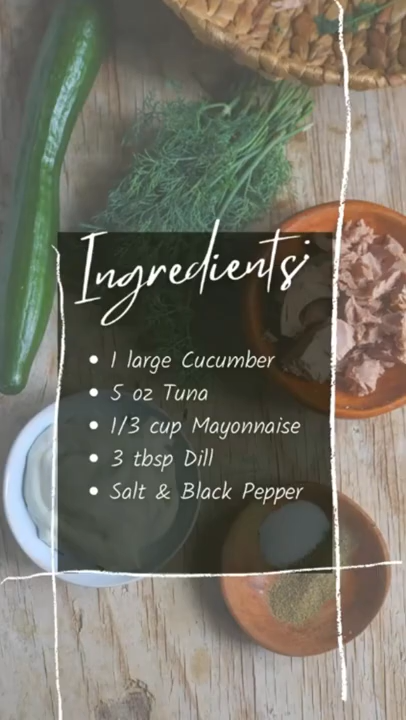 Ingredients:
• 1 large Cucumber
• 5 oz Tuna
• 1/3 cup Mayonnaise
• 3 tbsp Dill
• Salt & Black Pepper